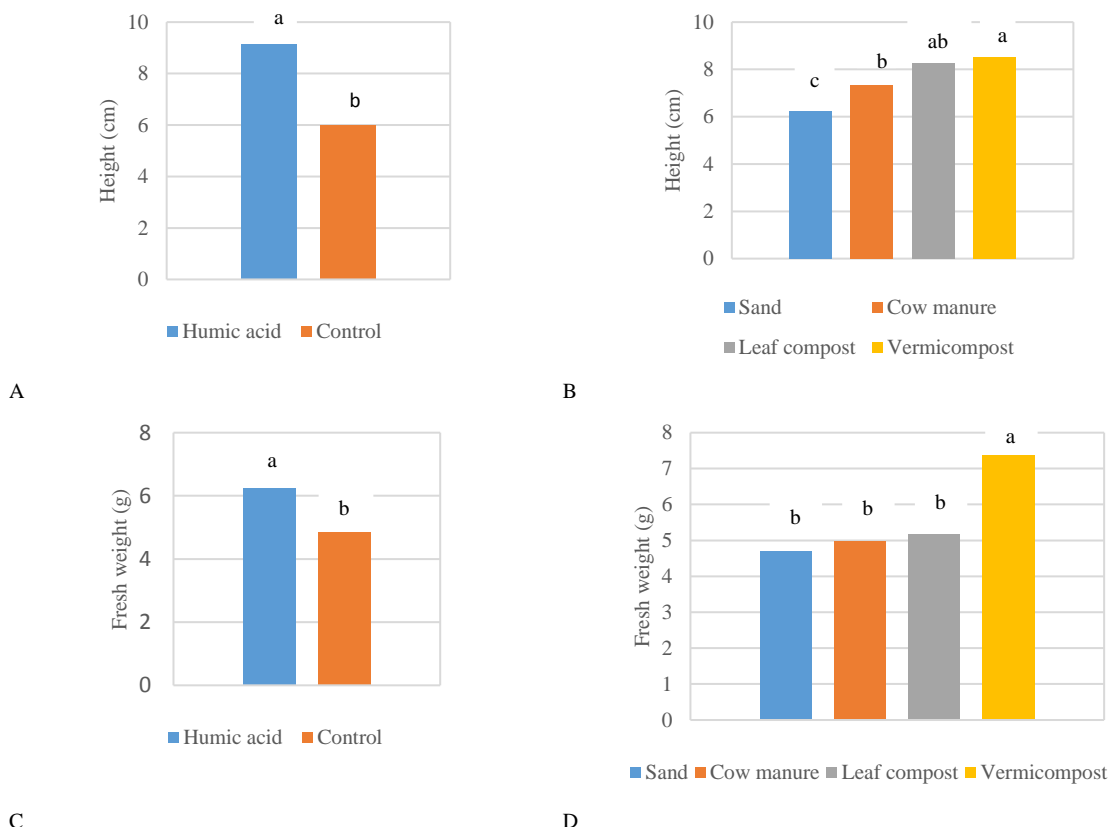 10
8
6
4
2
0
Height (cm)
a
b
Humic acid Control
A
10
8
6
4
2
0
Height (cm)
c
b
ab
a
Sand Cow manure
Leaf compost Vermicompost
B
8
6
4
2
0
Fresh weight (g)
a
b
Humic acid Control
C
8
7
6
5
4
3
2
1
0
Fresh weight (g)
b
b
b
a
Sand Cow manure Leaf compost Vermicompost
D